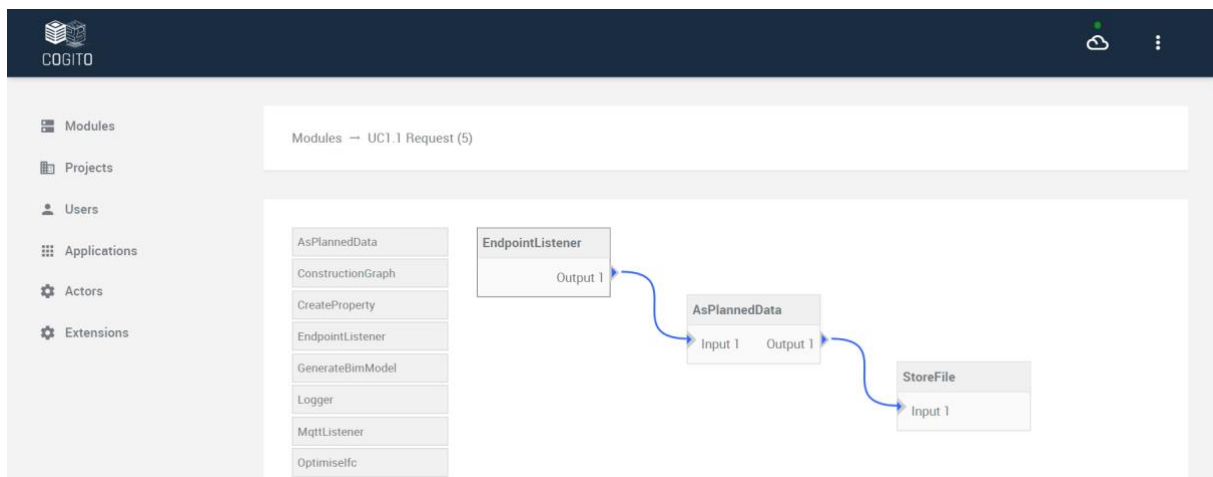 COGITO
Modules
Projects
Users
Applications
Actors
Extensions
Modules → UC1.1 Request (5)
AsPlannedData
ConstructionGraph
CreateProperty
EndpointListener
GenerateBimModel
Logger
MqttListener
OptimiseIfc
EndpointListener
Output 1
AsPlannedData
Input 1 Output 1
StoreFile
Input 1